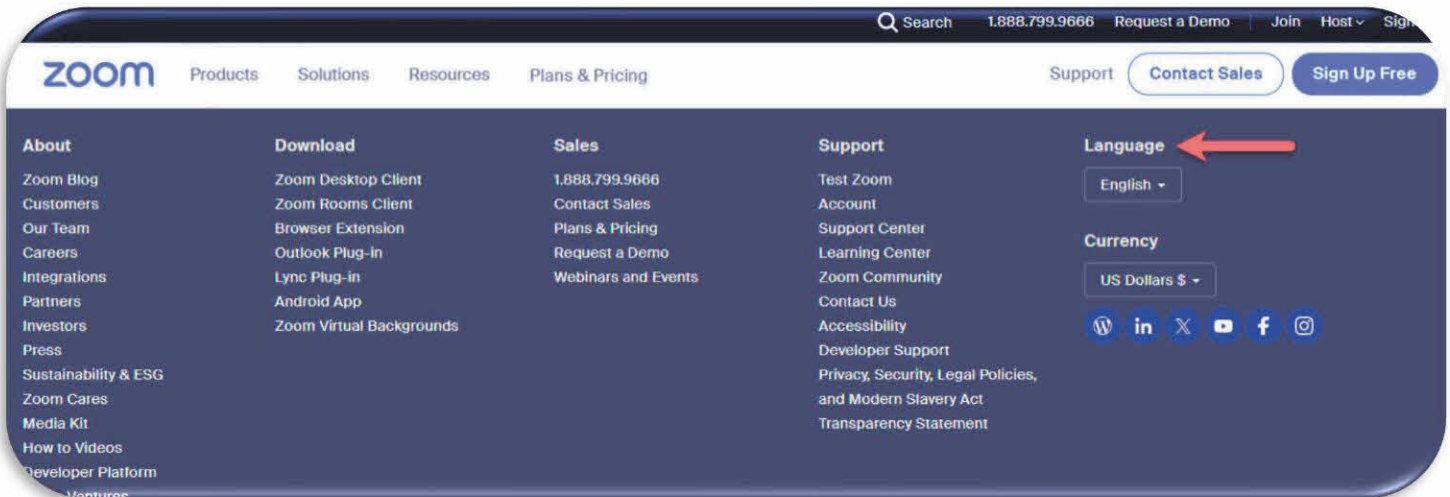 Search 1.888.799.9666 Request a Demo Join Host Sign
zoom Products Solutions Resources Plans & Pricing Support Contact Sales Sign Up Free
About
Zoom Blog
Customers
Our Team
Careers
Integrations
Partners
Investors
Press
Sustainability & ESG
Zoom Cares
Media Kit
How to Videos
Developer Platform
Ventures
Download
Zoom Desktop Client
Zoom Rooms Client
Browser Extension
Outlook Plug-in
Lync Plug-in
Android App
Zoom Virtual Backgrounds
Sales
1.888.799.9666
Contact Sales
Plans & Pricing
Request a Demo
Webinars and Events
Support
Test Zoom
Account
Support Center
Learning Center
Zoom Community
Contact Us
Accessibility
Developer Support
Privacy, Security, Legal Policies,
and Modern Slavery Act
Transparency Statement
Language
English
Currency
US Dollars $